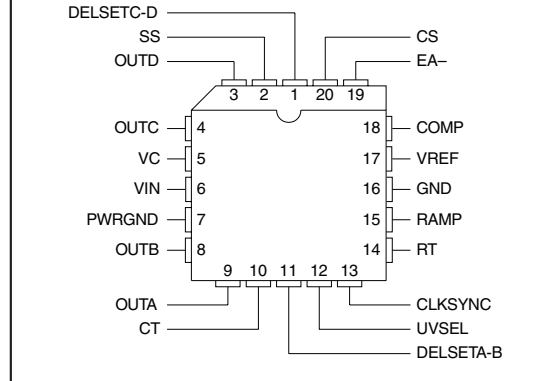 DELSETC-D
SS CS
OUTD EA–
3 2 1 20 19
OUTC 4 18 COMP
VC 5 17 VREF
VIN 6 16 GND
PWRGND 7 15 RAMP
OUTB 8 14 RT
9 10 11 12 13
OUTA CLKSYNC
CT UVSEL
DELSETA-B